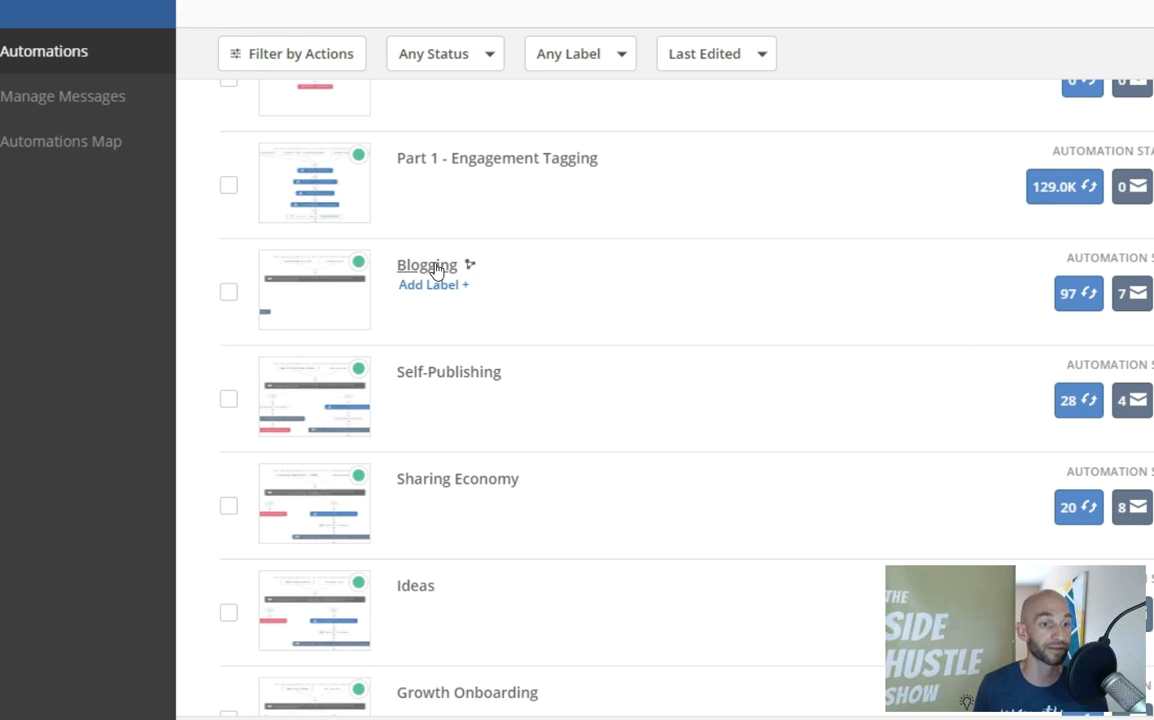 Automations
Manage Messages
Automations Map
Filter by Actions
Any Status
Any Label
Last Edited
Part 1 - Engagement Tagging
AUTOMATION STA
129.0K
0
Blogging
Add Label +
AUTOMATION S
97
7
Self-Publishing
AUTOMATION S
28
4
Sharing Economy
AUTOMATION S
20
8
Ideas
Growth Onboarding
THE
SIDE
HUSTLE
SHOW